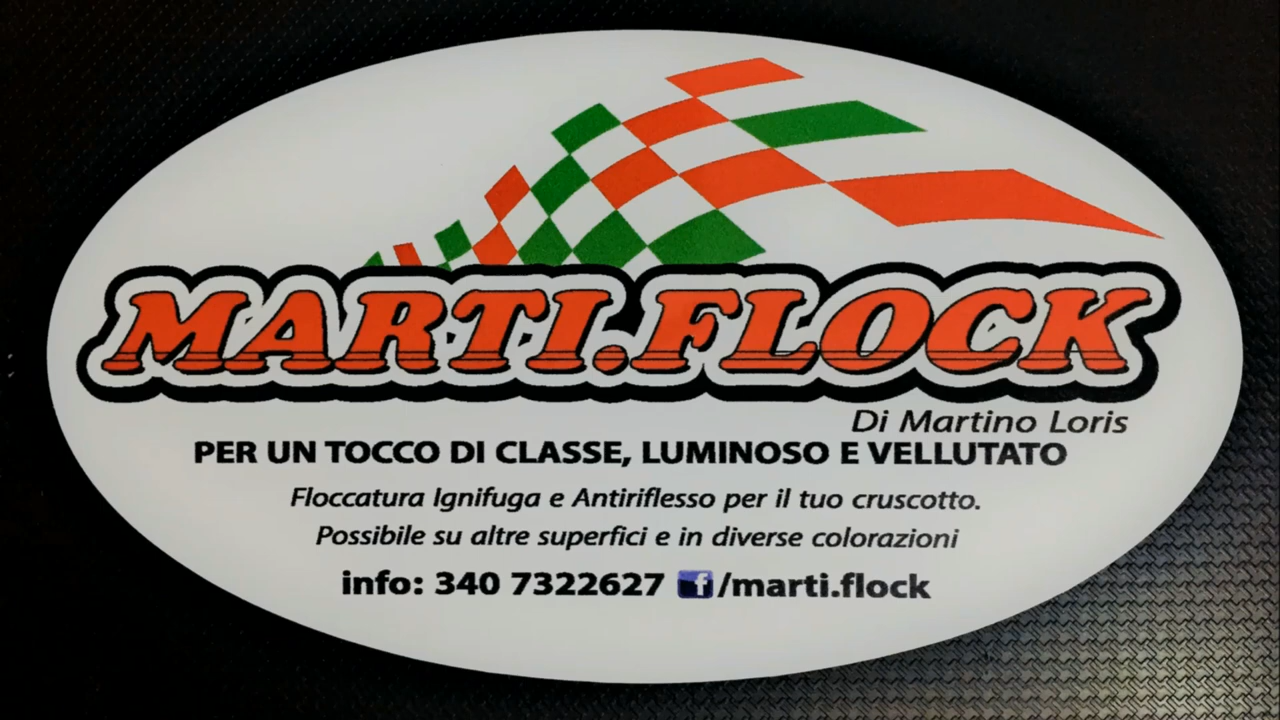 MARTI.FLOCK
Di Martino Loris
PER UN TOCCO DI CLASSE, LUMINOSO E VELLUTATO
Floccatura Ignifuga e Antiriflesso per il tuo cruscotto.
Possibile su altre superfici e in diverse colorazioni
info: 340 7322627 f/marti.flock